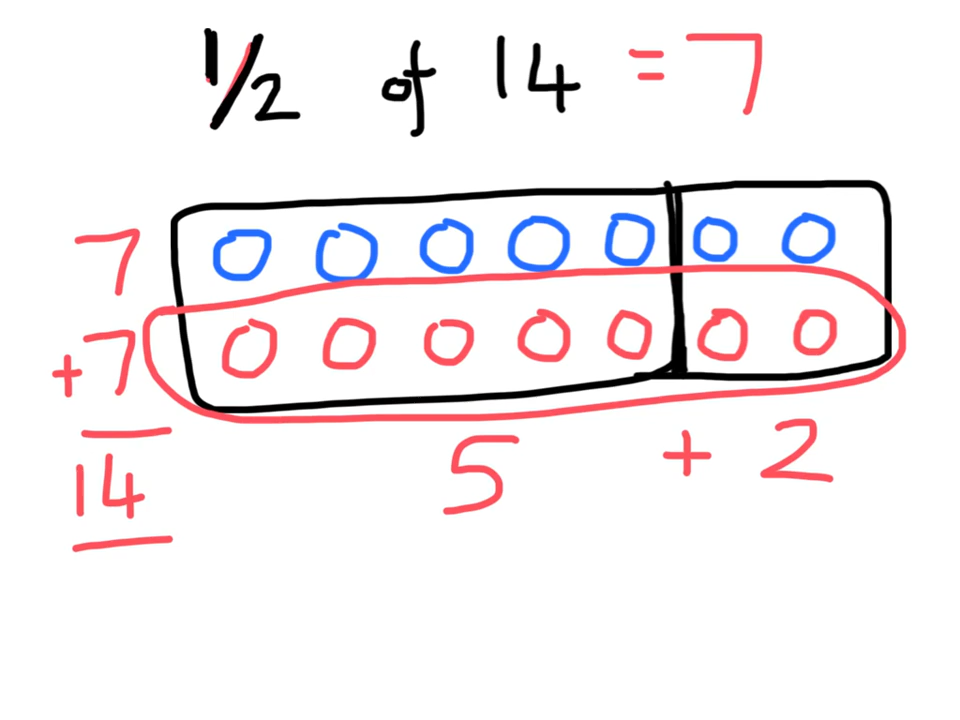 1/2 of 14 = 7
7
+ 7
14
5 + 2